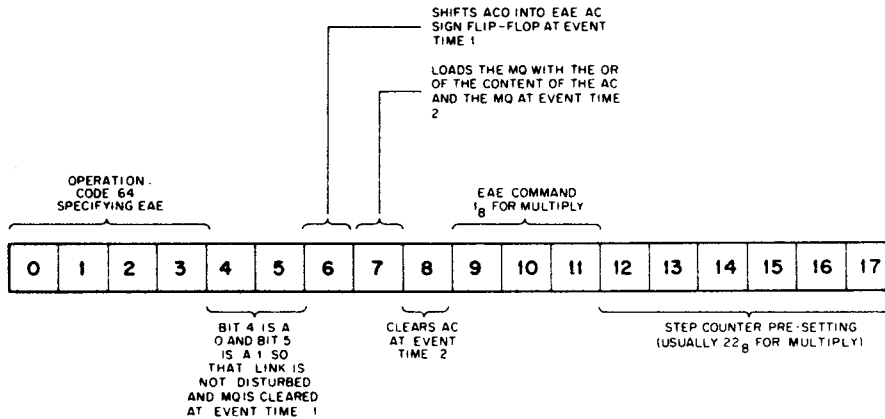 SHIFTS ACO INTO EAE AC
SIGN FLIP-FLOP AT EVENT
TIME 1
LOADS THE MQ WITH THE OR
OF THE CONTENT OF THE AC
AND THE MQ AT EVENT TIME
2
OPERATION
CODE 64
SPECIFYING EAE
EAE COMMAND
1₈ FOR MULTIPLY
0 1 2 3 4 5 6 7 8 9 10 11 12 13 14 15 16 17
BIT 4 IS A
0 AND BIT 5
IS A 1 SO
THAT LINK IS
NOT DISTURBED
AND MQ IS CLEARED
AT EVENT TIME 1
CLEARS AC
AT EVENT
TIME 2
STEP COUNTER PRE-SETTING
(USUALLY 22₈ FOR MULTIPLY)